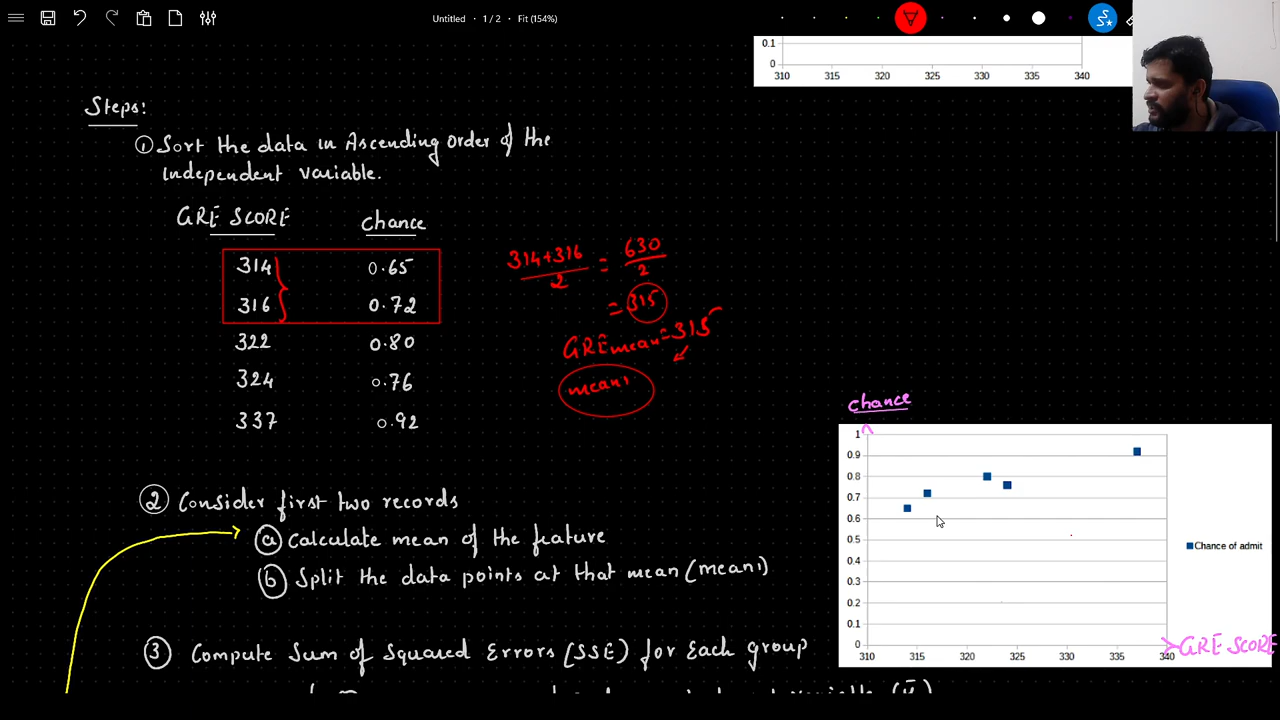 Untitled • 1 / 2 • Fit (154%)
0.1
0
310 315 320 325 330 335 340
Steps:
① Sort the data in Ascending Order of the
independent variable.
GRE SCORE Chance
314 0.65
316 0.72
322 0.80
324 0.76
337 0.92
314+316/2 = 630/2
= 315
GRE mean = 315
mean1
② Consider first two records
ⓐ Calculate mean of the feature
ⓑ Split the data points at that mean (mean1)
③ Compute Sum of Squared Errors (SSE) for Each group
chance
1
0.9
0.8
0.7
0.6
0.5
0.4
0.3
0.2
0.1
0
310 315 320 325 330 335 340
Chance of admit
GRE SCORE